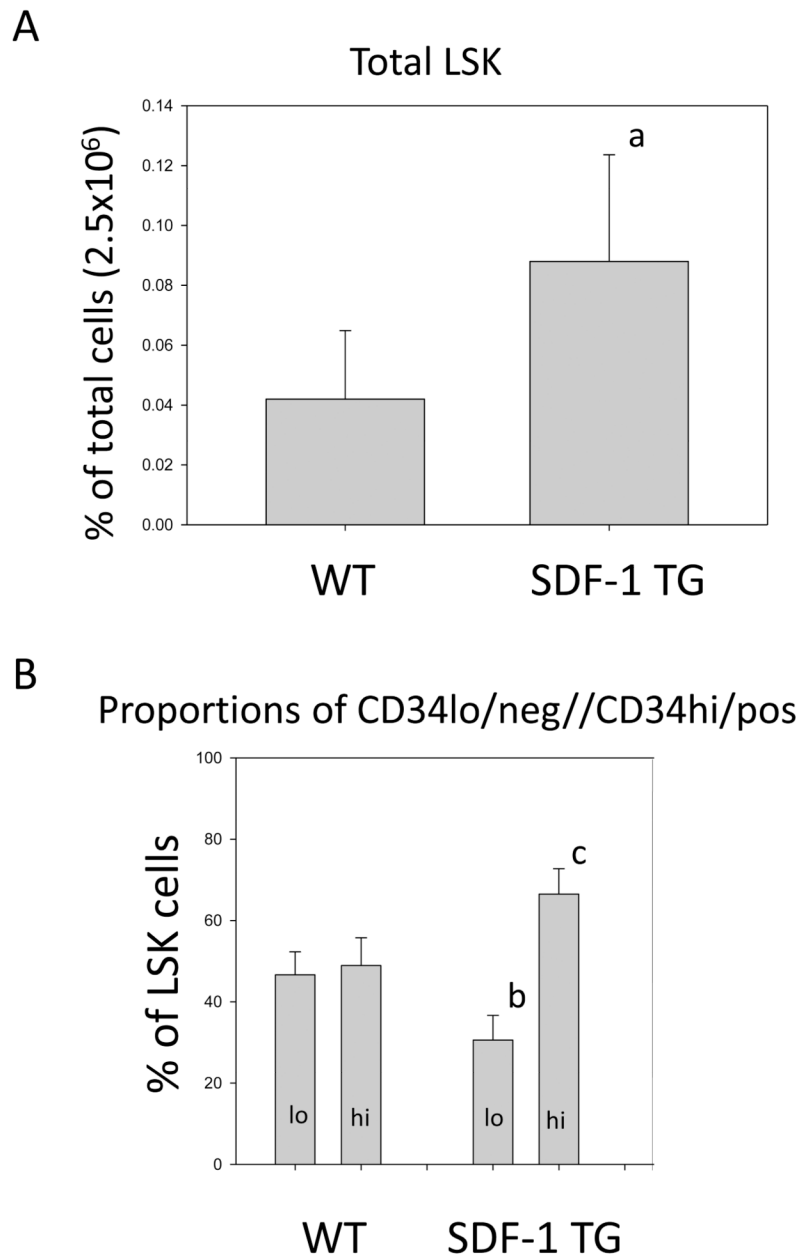 A
Total LSK
% of total cells (2.5x10⁶)
0.14
0.12
0.10
0.08
0.06
0.04
0.02
0.00
a
WT
SDF-1 TG
B
Proportions of CD34lo/neg//CD34hi/pos
% of LSK cells
100
80
60
40
20
0
lo
hi
b
lo
c
hi
WT
SDF-1 TG